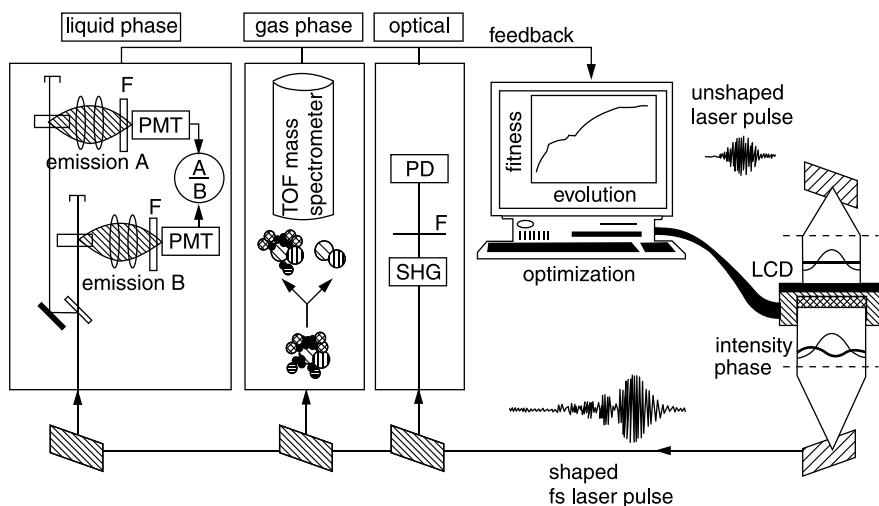 liquid phase
gas phase
optical
feedback
F
PMT
emission A
A
B
F
PMT
emission B
TOF mass
spectrometer
PD
F
SHG
fitness
evolution
optimization
unshaped
laser pulse
LCD
intensity
phase
shaped
fs laser pulse